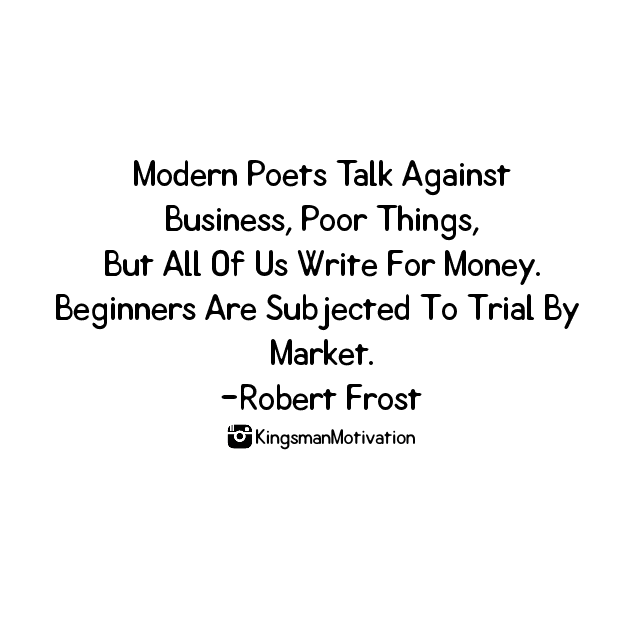 Modern Poets Talk Against
Business, Poor Things,
But All Of Us Write For Money.
Beginners Are Subjected To Trial By
Market.
-Robert Frost
KingsmanMotivation